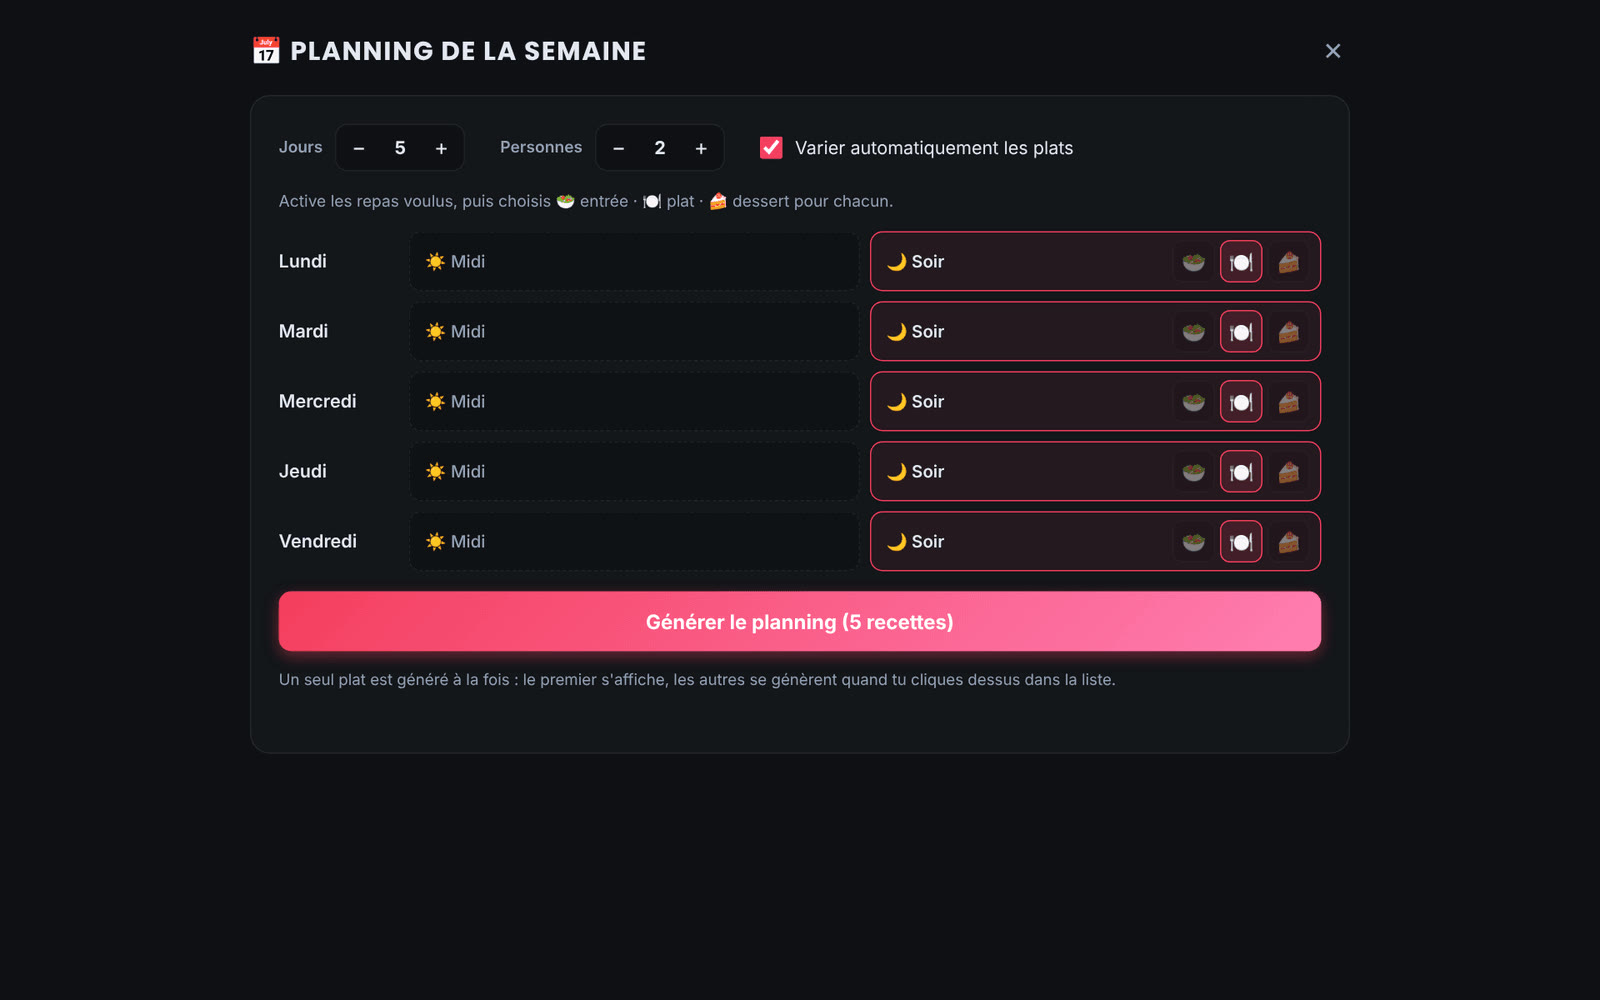 📅 PLANNING DE LA SEMAINE ✕
Jours − 5 + Personnes − 2 + Varier automatiquement les plats
Active les repas voulus, puis choisis 🥗 entrée · 🍽️ plat · 🍰 dessert pour chacun.
Lundi ☀️ Midi 🌙 Soir
Mardi ☀️ Midi 🌙 Soir
Mercredi ☀️ Midi 🌙 Soir
Jeudi ☀️ Midi 🌙 Soir
Vendredi ☀️ Midi 🌙 Soir
Générer le planning (5 recettes)
Un seul plat est généré à la fois : le premier s'affiche, les autres se génèrent quand tu cliques dessus dans la liste.